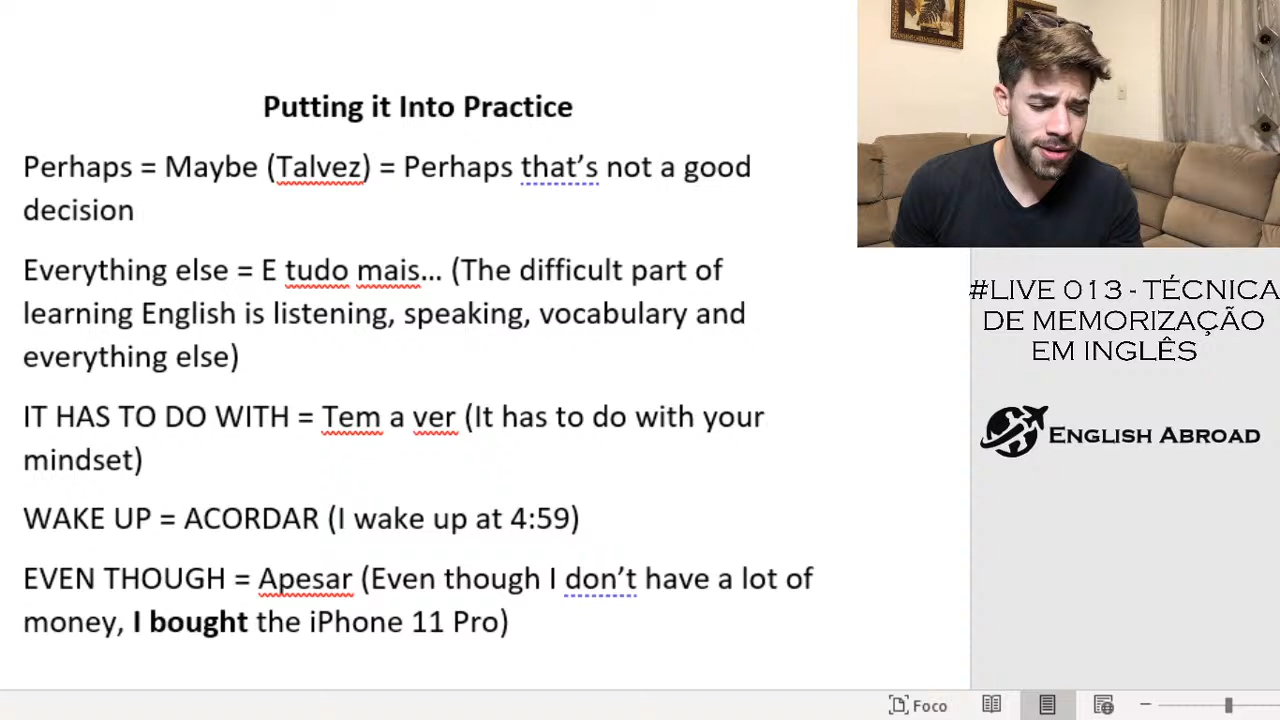 Putting it Into Practice
Perhaps = Maybe (Talvez) = Perhaps that’s not a good
decision
Everything else = E tudo mais... (The difficult part of
learning English is listening, speaking, vocabulary and
everything else)
IT HAS TO DO WITH = Tem a ver (It has to do with your
mindset)
WAKE UP = ACORDAR (I wake up at 4:59)
EVEN THOUGH = Apesar (Even though I don’t have a lot of
money, I bought the iPhone 11 Pro)
#LIVE 013 - TÉCNICA
DE MEMORIZAÇÃO
EM INGLÊS
ENGLISH ABROAD
Foco